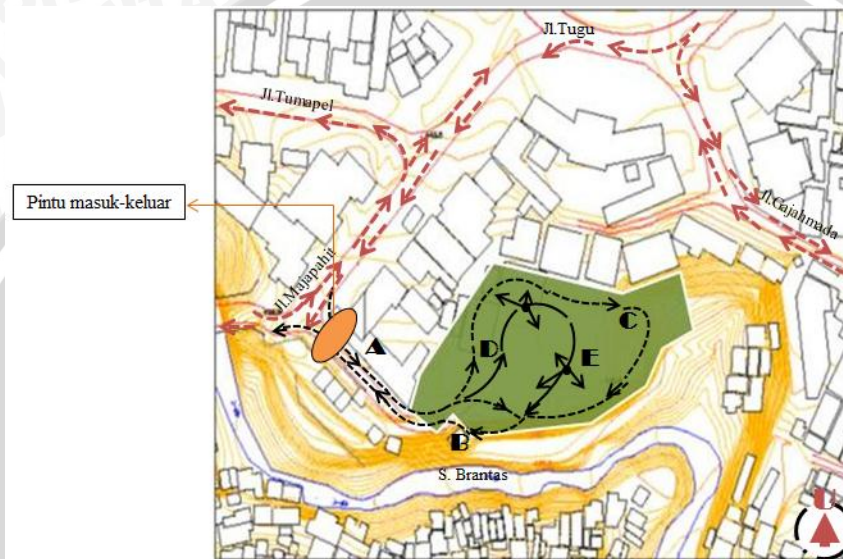 Jl.Tugu
Jl.Tumapel
Pintu masuk-keluar
Jl.Gajahmada
Jl.Majapahit
A
C
D
E
B
S. Brantas
U